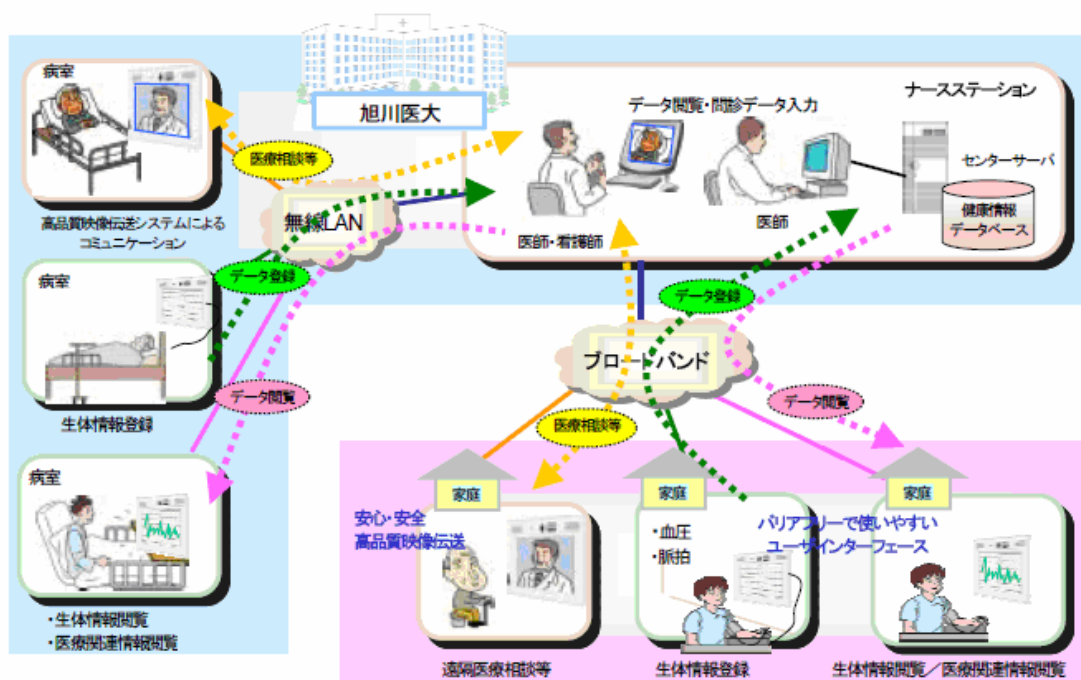 旭川医大
病室
高品質映像伝送システムによる
コミュニケーション
病室
生体情報登録
病室
・生体情報閲覧
・医療関連情報閲覧
医療相談等
無線LAN
データ登録
データ閲覧
ナースステーション
データ閲覧・問診データ入力
センターサーバ
健康情報
データベース
医師
医師・看護師
データ登録
ブロードバンド
医療相談等
データ閲覧
家庭
安心・安全
高品質映像伝送
遠隔医療相談等
家庭
・血圧
・脈拍
生体情報登録
家庭
バリアフリーで使いやすい
ユーザインターフェース
生体情報閲覧／医療関連情報閲覧